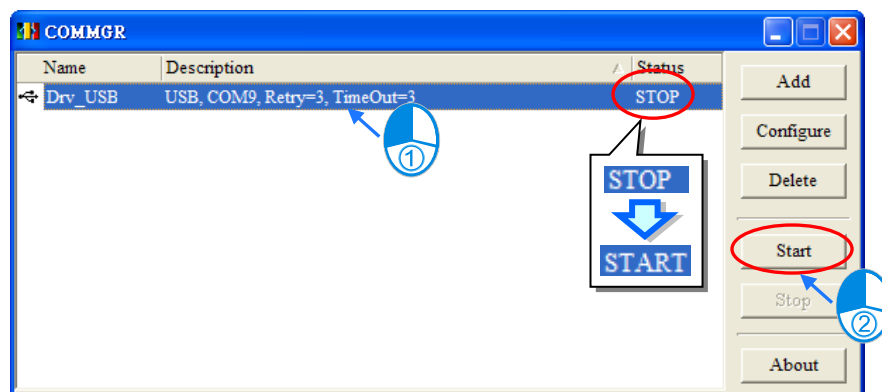 COMMGR
Name Description Status
Drv_USB USB, COM9, Retry=3, TimeOut=3 STOP
Add
Configure
Delete
Start
Stop
About
①
STOP
START
②